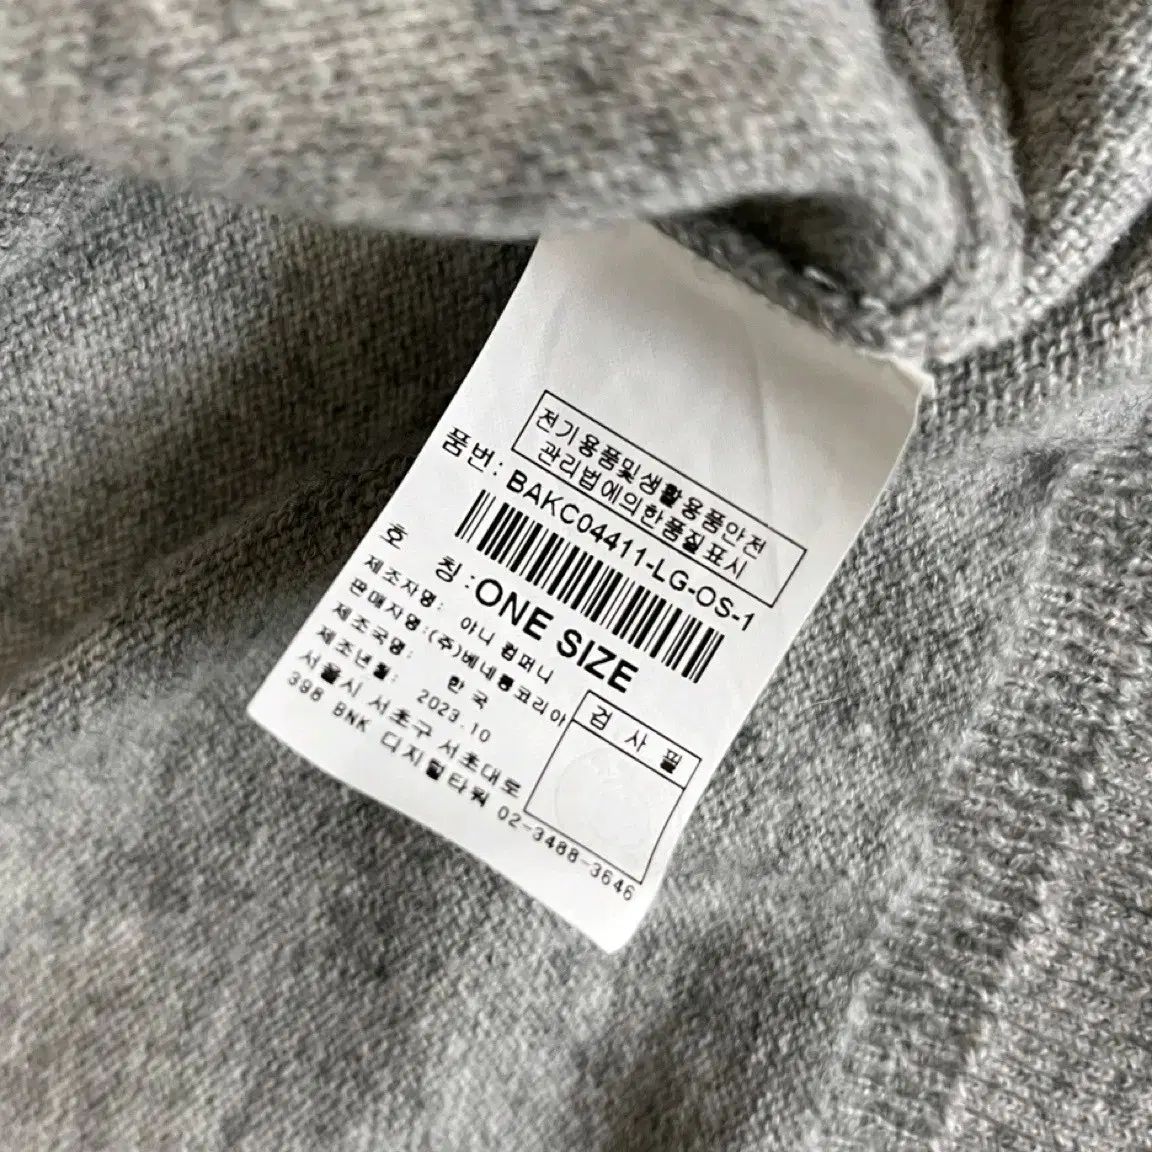 전기용품및생활용품안전
관리법에의한품질표시
품번: BAKC04411-LG-OS-1
호 칭: ONE SIZE
제조자명: 아니 컴퍼니
판매자명: (주)베네통코리아
제조국명: 한국
제조년월: 2023.10
서울시 서초구 서초대로
398 BNK 디지털타워 02-3488-3646
검 사 필